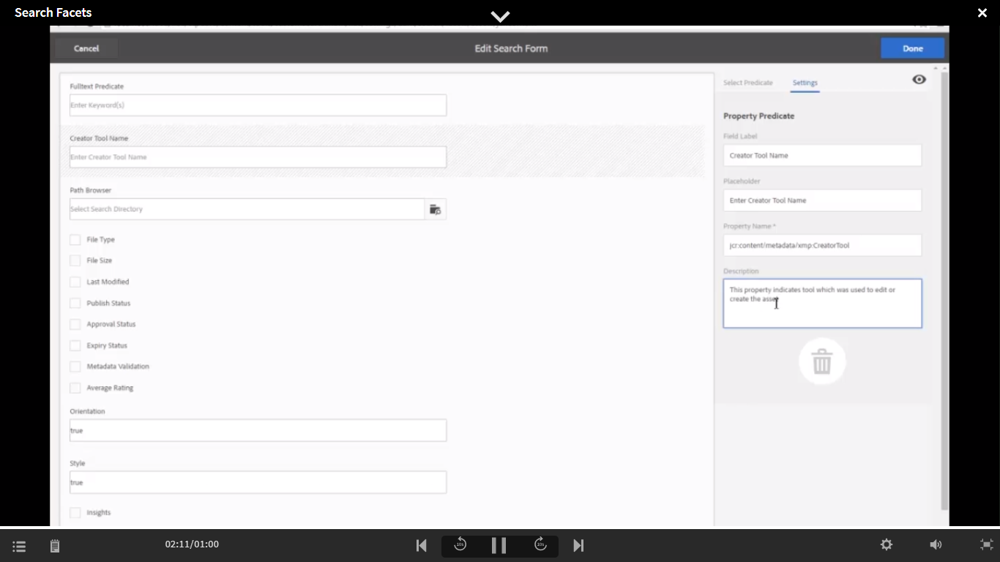 Search Facets
Cancel
Edit Search Form
Done
Fulltext Predicate
Enter Keyword(s)
Creator Tool Name
Enter Creator Tool Name
Path Browser
Select Search Directory
File Type
File Size
Last Modified
Publish Status
Approval Status
Expiry Status
Metadata Validation
Average Rating
Orientation
true
Style
true
Insights
Select Predicate
Settings
Property Predicate
Field Label
Creator Tool Name
Placeholder
Enter Creator Tool Name
Property Name *
jcr:content/metadata/xmp:CreatorTool
Description
This property indicates tool which was used to edit or
create the asset
02:11/01:00
10s
10s